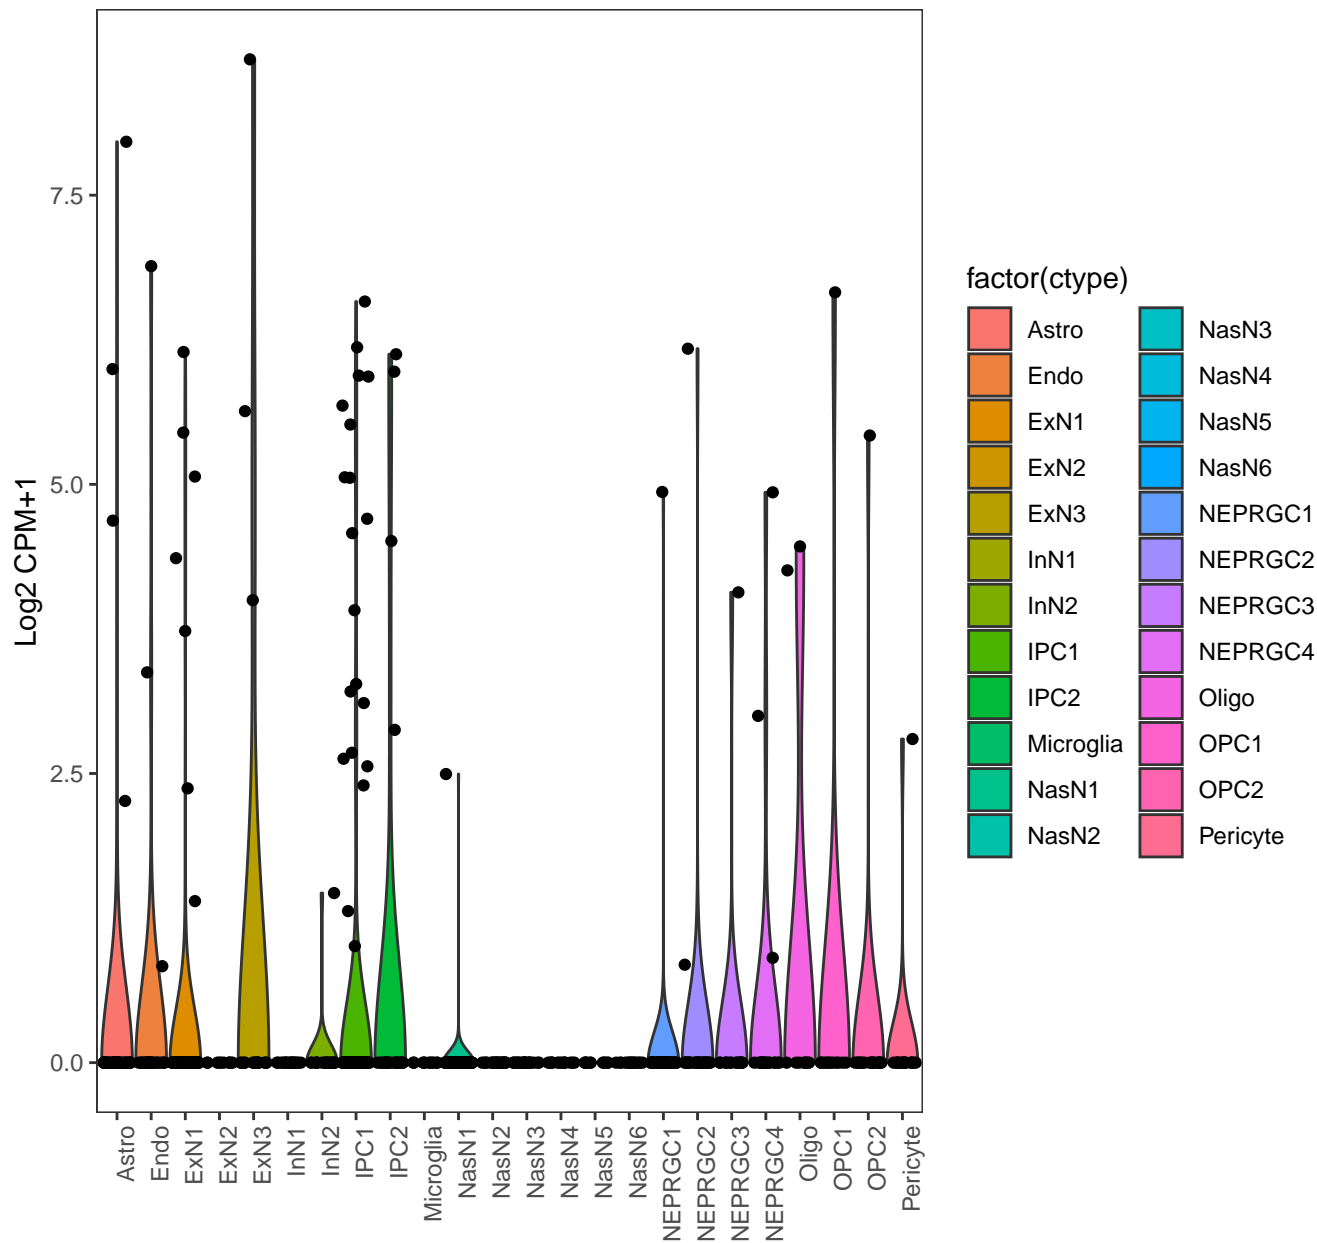 7.5
5.0
2.5
0.0
Log2 CPM+1
Astro
Endo
ExN1
ExN2
ExN3
InN1
InN2
IPC1
IPC2
Microglia
NasN1
NasN2
NasN3
NasN4
NasN5
NasN6
NEPRGC1
NEPRGC2
NEPRGC3
NEPRGC4
Oligo
OPC1
OPC2
Pericyte
factor(ctype)
Astro
Endo
ExN1
ExN2
ExN3
InN1
InN2
IPC1
IPC2
Microglia
NasN1
NasN2
NasN3
NasN4
NasN5
NasN6
NEPRGC1
NEPRGC2
NEPRGC3
NEPRGC4
Oligo
OPC1
OPC2
Pericyte